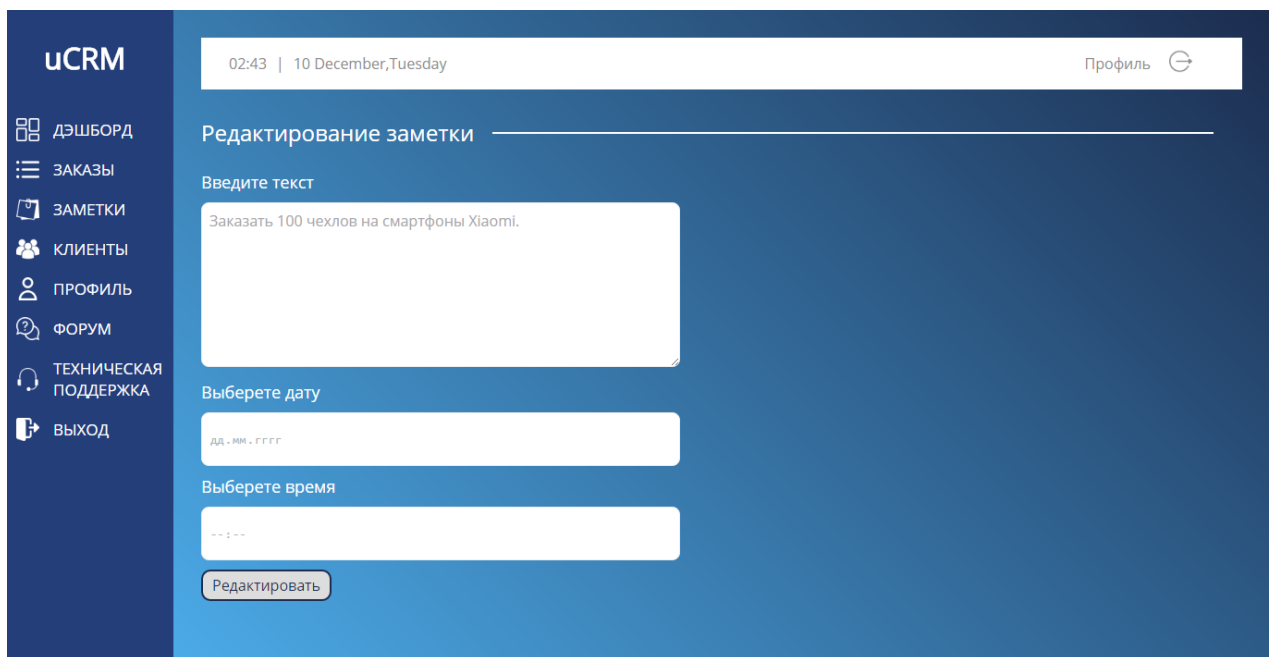 uCRM
ДЭШБОРД
ЗАКАЗЫ
ЗАМЕТКИ
КЛИЕНТЫ
ПРОФИЛЬ
ФОРУМ
ТЕХНИЧЕСКАЯ
ПОДДЕРЖКА
ВЫХОД
02:43 | 10 December,Tuesday
Профиль
Редактирование заметки
Введите текст
Заказать 100 чехлов на смартфоны Xiaomi.
Выберете дату
дд.мм.гггг
Выберете время
--:--
Редактировать